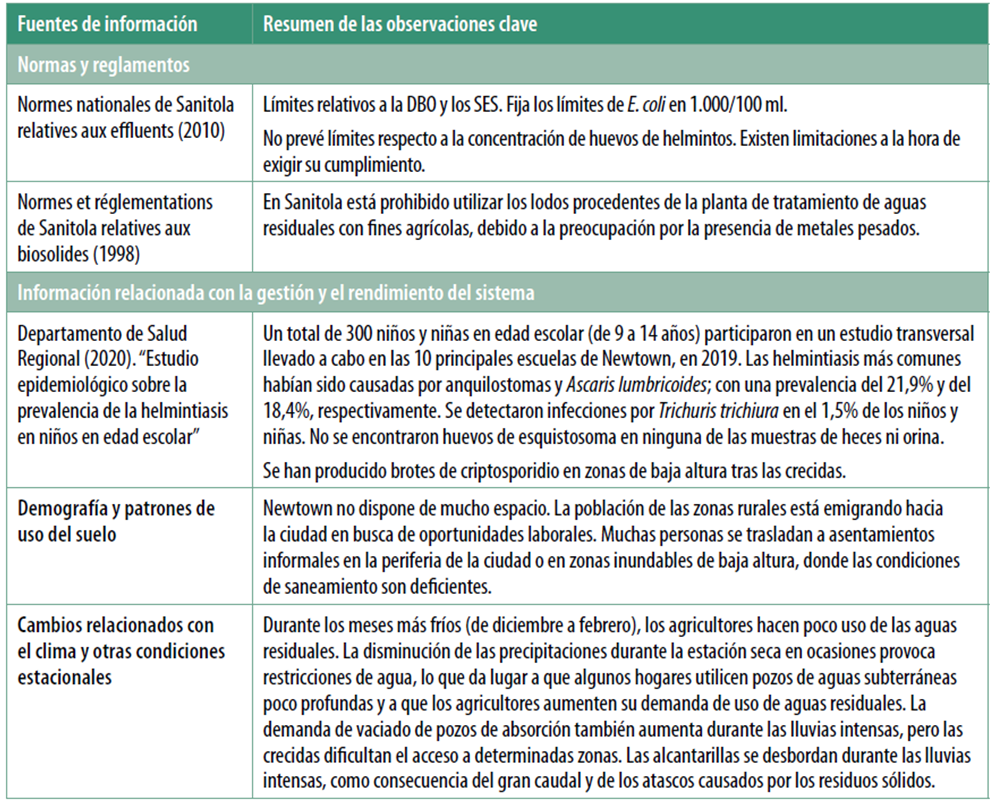 Fuentes de información
Resumen de las observaciones clave
Normas y reglamentos
Normes nationales de Sanitola
relatives aux effluents (2010)
Límites relativos a la DBO y los SES. Fija los límites de E. coli en 1.000/100 ml.
No prevé límites respecto a la concentración de huevos de helmintos. Existen limitaciones a la hora de
exigir su cumplimiento.
Normes et réglementations
de Sanitola relatives aux
biosolides (1998)
En Sanitola está prohibido utilizar los lodos procedentes de la planta de tratamiento de aguas
residuales con fines agrícolas, debido a la preocupación por la presencia de metales pesados.
Información relacionada con la gestión y el rendimiento del sistema
Departamento de Salud
Regional (2020). “Estudio
epidemiológico sobre la
prevalencia de la helmintiasis
en niños en edad escolar”
Un total de 300 niños y niñas en edad escolar (de 9 a 14 años) participaron en un estudio transversal
llevado a cabo en las 10 principales escuelas de Newtown, en 2019. Las helmintiasis más comunes
habían sido causadas por anquilostomas y Ascaris lumbricoides; con una prevalencia del 21,9% y del
18,4%, respectivamente. Se detectaron infecciones por Trichuris trichiura en el 1,5% de los niños y
niñas. No se encontraron huevos de esquistosoma en ninguna de las muestras de heces ni orina.
Se han producido brotes de criptosporidio en zonas de baja altura tras las crecidas.
Demografía y patrones de
uso del suelo
Newtown no dispone de mucho espacio. La población de las zonas rurales está emigrando hacia
la ciudad en busca de oportunidades laborales. Muchas personas se trasladan a asentamientos
informales en la periferia de la ciudad o en zonas inundables de baja altura, donde las condiciones
de saneamiento son deficientes.
Cambios relacionados con
el clima y otras condiciones
estacionales
Durante los meses más fríos (de diciembre a febrero), los agricultores hacen poco uso de las aguas
residuales. La disminución de las precipitaciones durante la estación seca en ocasiones provoca
restricciones de agua, lo que da lugar a que algunos hogares utilicen pozos de aguas subterráneas
poco profundas y a que los agricultores aumenten su demanda de uso de aguas residuales. La
demanda de vaciado de pozos de absorción también aumenta durante las lluvias intensas, pero las
crecidas dificultan el acceso a determinadas zonas. Las alcantarillas se desbordan durante las lluvias
intensas, como consecuencia del gran caudal y de los atascos causados por los residuos sólidos.